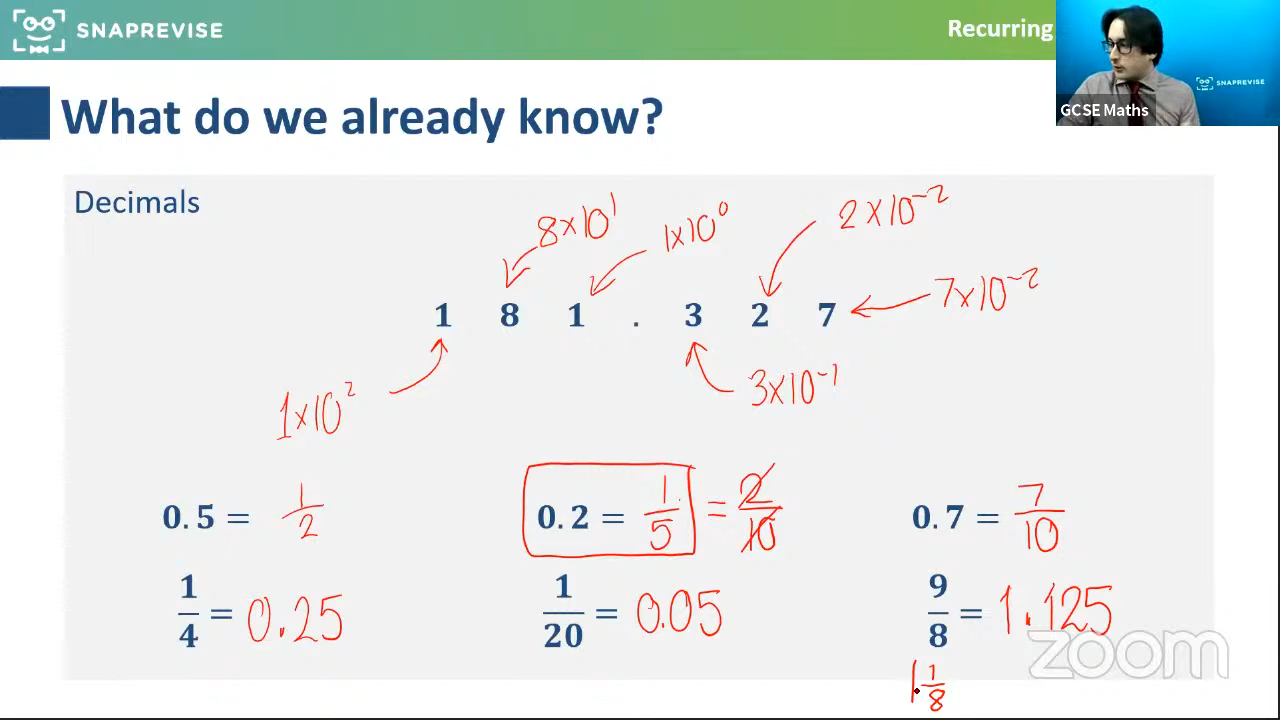 SNAPREVISE
Recurring
SNAPREVISE
GCSE Maths
What do we already know?
Decimals
8×10¹
1×10⁰
2×10⁻²
7×10⁻²
1 8 1 . 3 2 7
1×10²
3×10⁻¹
0.5 = 1/2
0.2 = 1/5 = 2/10
0.7 = 7/10
1/4 = 0.25
1/20 = 0.05
9/8 = 1.125
zoom
1 1/8